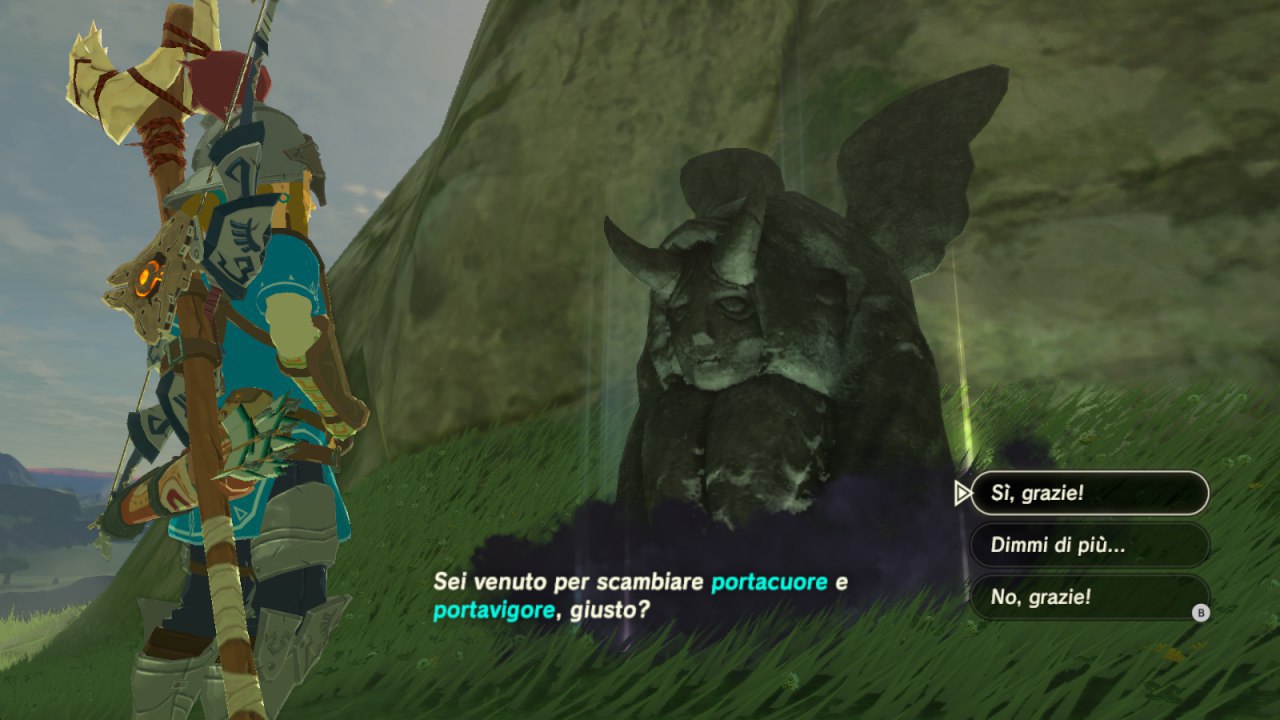 Sì, grazie!
Dimmi di più...
No, grazie!
B
Sei venuto per scambiare portacuore e
portavigore, giusto?